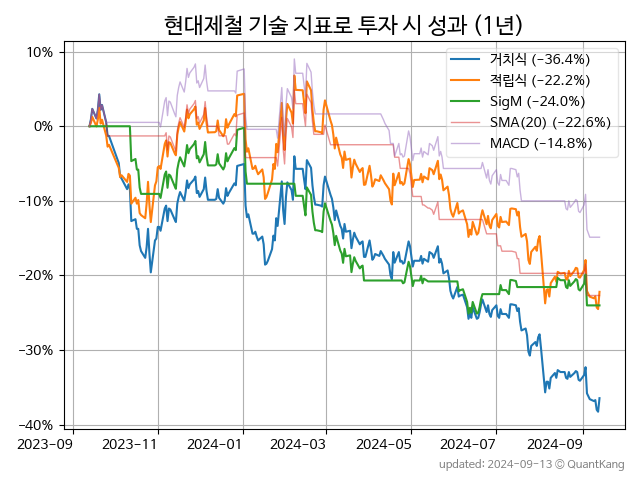 현대제철 기술 지표로 투자 시 성과 (1년)
10%
0%
−10%
−20%
−30%
−40%
거치식 (−36.4%)
적립식 (−22.2%)
SigM (−24.0%)
SMA(20) (−22.6%)
MACD (−14.8%)
2023-09
2023-11
2024-01
2024-03
2024-05
2024-07
2024-09
updated: 2024-09-13 © QuantKang